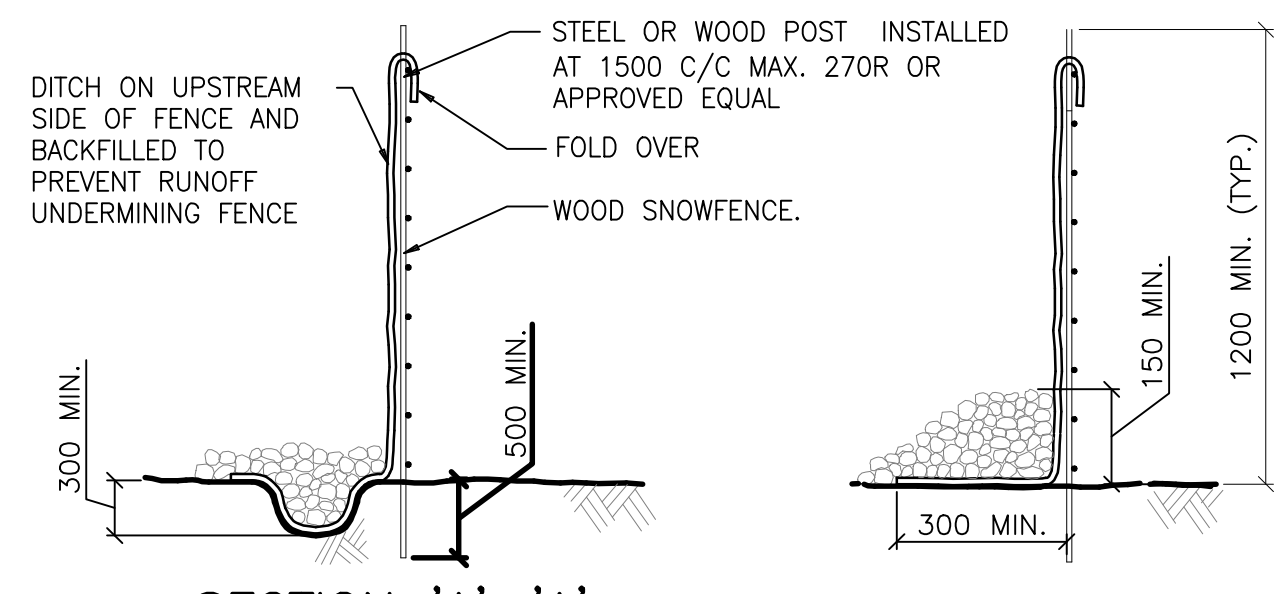 STEEL OR WOOD POST INSTALLED
AT 1500 C/C MAX. 270R OR
APPROVED EQUAL
DITCH ON UPSTREAM
SIDE OF FENCE AND
BACKFILLED TO
PREVENT RUNOFF
UNDERMINING FENCE
FOLD OVER
WOOD SNOWFENCE.
300 MIN.
500 MIN.
150 MIN.
1200 MIN. (TYP.)
300 MIN.